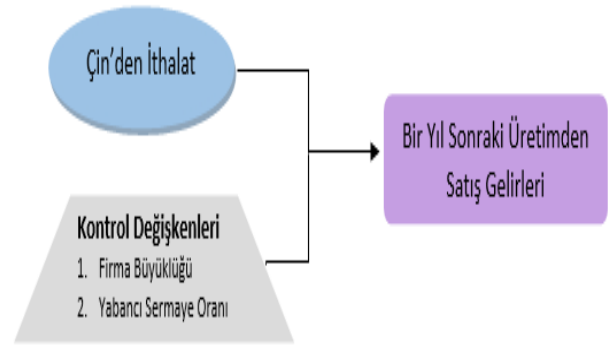 Çin’den İthalat
Bir Yıl Sonraki Üretimden
Satış Gelirleri
Kontrol Değişkenleri
1. Firma Büyüklüğü
2. Yabancı Sermaye Oranı